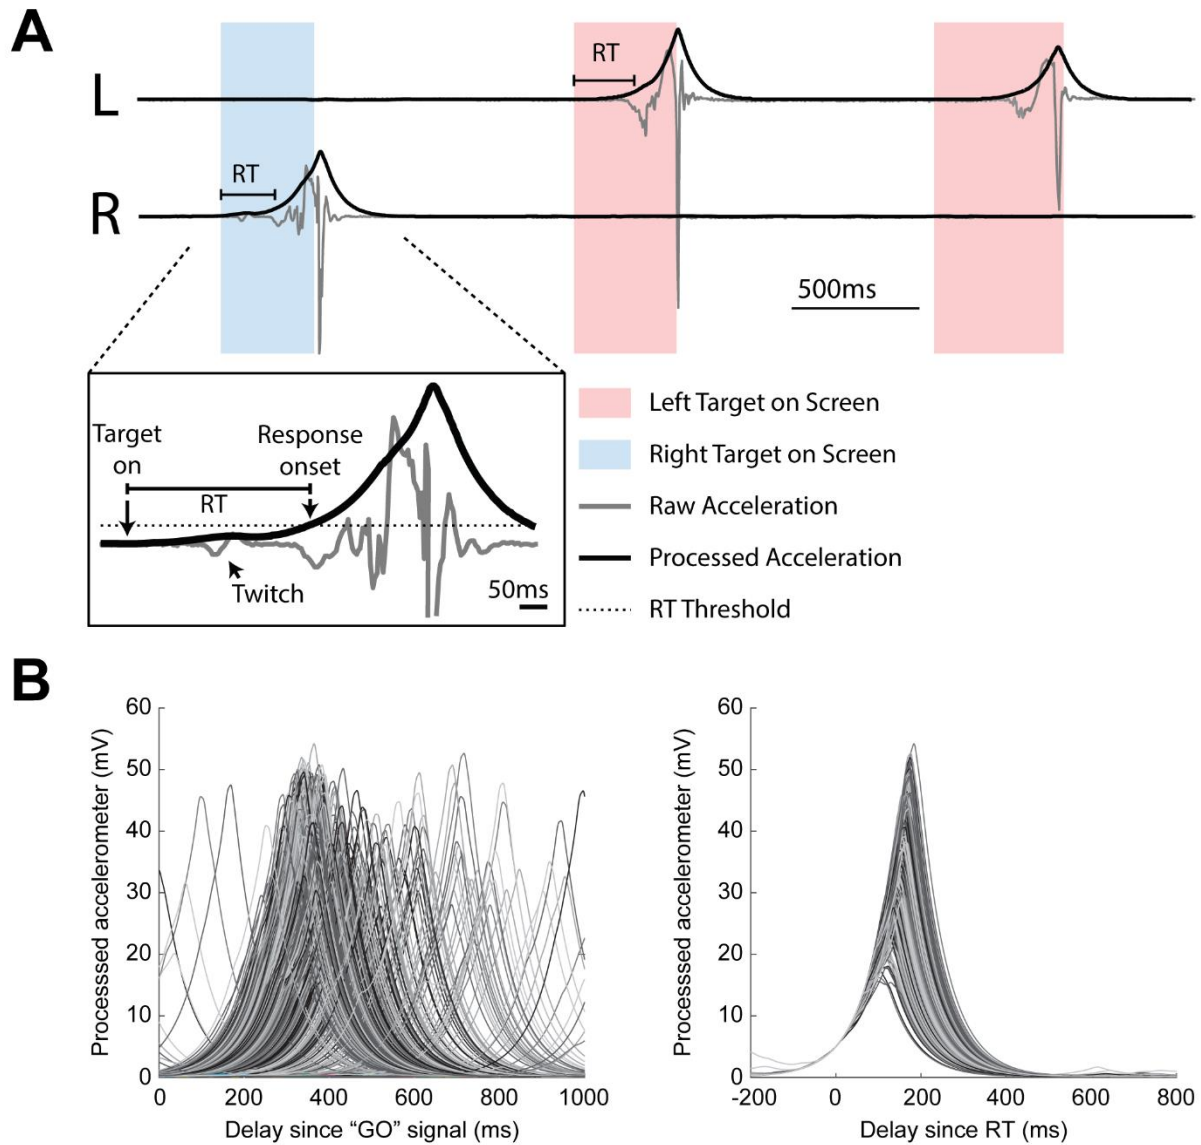 A
L
RT
R
RT
500ms
Target
on
Response
onset
RT
Twitch
50ms
Left Target on Screen
Right Target on Screen
Raw Acceleration
Processed Acceleration
RT Threshold
B
Processsed accelerometer (mV)
60
50
40
30
20
10
0
0
200
400
600
800
1000
Delay since “GO” signal (ms)
Processsed accelerometer (mV)
60
50
40
30
20
10
0
-200
0
200
400
600
800
Delay since RT (ms)